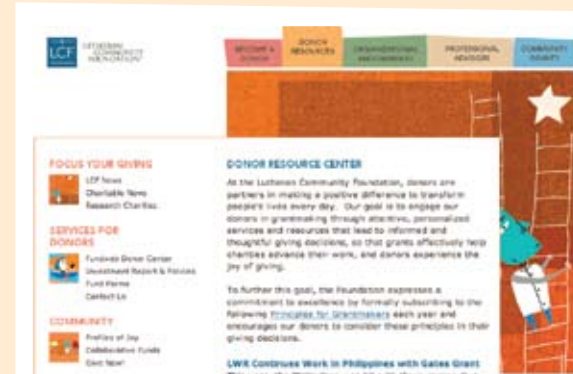 LCF
LUTHERAN
COMMUNITY
FOUNDATION
BECOME A
DONOR
DONOR
RESOURCES
ORGANIZATIONAL
PROFESSIONAL
ADVISORS
COMMUNITY
GRANTS
FOCUS YOUR GIVING
LCF News
Charitable News
Research Charities
SERVICES FOR
DONORS
Fundweb Donor Center
Investment Report & Policies
Fund Forms
Contact Us
COMMUNITY
Profiles of Joy
Collaborative Funds
Give Now!
DONOR RESOURCE CENTER
At the Lutheran Community Foundation, donors are
partners in making a positive difference to transform
people's lives every day. Our goal is to engage our
donors in grantmaking through attentive, personalized
services and resources that lead to informed and
thoughtful giving decisions, so that grants effectively help
charities advance their work, and donors experience the
joy of giving.
To further this goal, the Foundation expresses a
commitment to excellence by formally subscribing to the
following Principles for Grantmakers each year and
encourages our donors to consider these principles in their
giving decisions.
LWR Continues Work in Philippines with Gates Grant